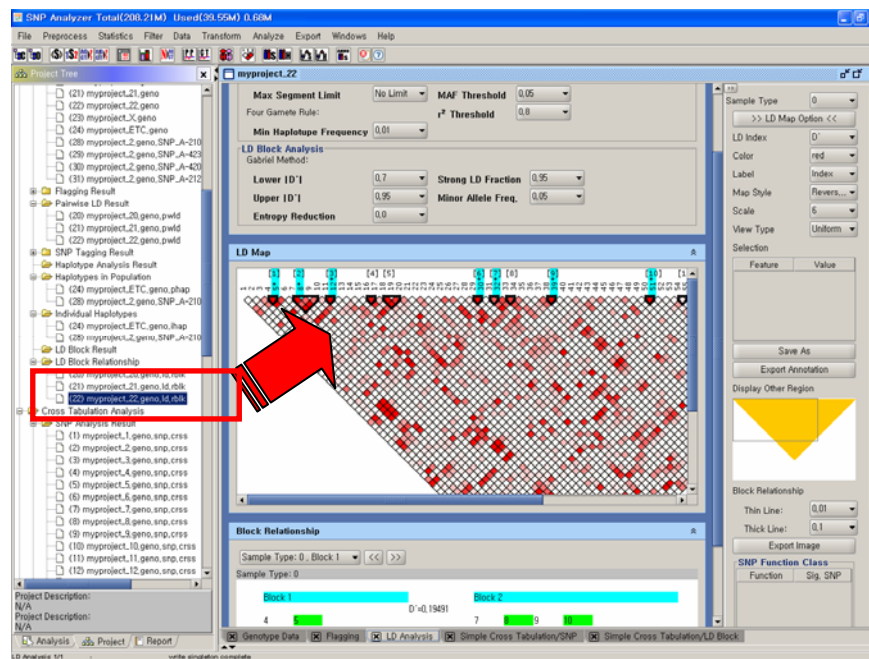 SNP Analyzer Total(208.21M) Used(39.55M) 0.68M
File Preprocess Statistics Filter Data Transform Analyze Export Windows Help
Project Tree
(21) myproject_21,geno
(22) myproject_22,geno
(23) myproject_X,geno
(24) myproject_ETC,geno
(28) myproject_2,geno,SNP_A-210
(29) myproject_2,geno,SNP_A-423
(30) myproject_2,geno,SNP_A-420
(31) myproject_2,geno,SNP_A-212
Flagging Result
Pairwise LD Result
(20) myproject_20,geno,pwld
(21) myproject_21,geno,pwld
(22) myproject_22,geno,pwld
SNP Tagging Result
Haplotype Analysis Result
Haplotypes in Population
(24) myproject_ETC,geno,phap
(28) myproject_2,geno,SNP_A-210
Individual Haplotypes
(24) myproject_ETC,geno,ihap
(28) myproject_2,geno,SNP_A-210
LD Block Result
LD Block Relationship
(20) myproject_20,geno,ld,rblk
(21) myproject_21,geno,ld,rblk
(22) myproject_22,geno,ld,rblk
Cross Tabulation Analysis
SNP Analysis Result
(1) myproject_1,geno,snp,crss
(2) myproject_2,geno,snp,crss
(3) myproject_3,geno,snp,crss
(4) myproject_4,geno,snp,crss
(5) myproject_5,geno,snp,crss
(6) myproject_6,geno,snp,crss
(7) myproject_7,geno,snp,crss
(8) myproject_8,geno,snp,crss
(9) myproject_9,geno,snp,crss
(10) myproject_10,geno,snp,crss
(11) myproject_11,geno,snp,crss
(12) myproject_12,geno,snp,crss
Project Description:
N/A
Project Description:
N/A
Analysis Project Report
LD Analysis 1/1 write singleton complete
myproject_22
Max Segment Limit No Limit MAF Threshold 0,05
Four Gamete Rule: r² Threshold 0,8
Min Haplotupe Frequency 0,01
LD Block Analysis
Gabriel Method:
Lower |D'| 0,7 Strong LD Fraction 0,95
Upper |D'| 0,95 Minor Allele Freq, 0,05
Entropy Reduction 0,0
LD Map
[1] [2] [3] [4] [5] [6] [7] [8] [9]
Block Relationship
Sample Type: 0 , Block 1 << >>
Sample Type: 0
Block 1 Block 2
D'=0,19491
4 5 7 8 9 10
Genotype Data Flagging LD Analysis Simple Cross Tabulation/SNP Simple Cross Tabulation/LD Block
Sample Type 0
>> LD Map Option <<
LD Index D'
Color red
Label Index
Map Style Revers,...
Scale 6
View Type Uniform
Selection
Feature Value
Save As
Export Annotation
Display Other Region
Block Relationship
Thin Line: 0,01
Thick Line: 0,1
Export Image
SNP Function Class
Function Sig, SNP